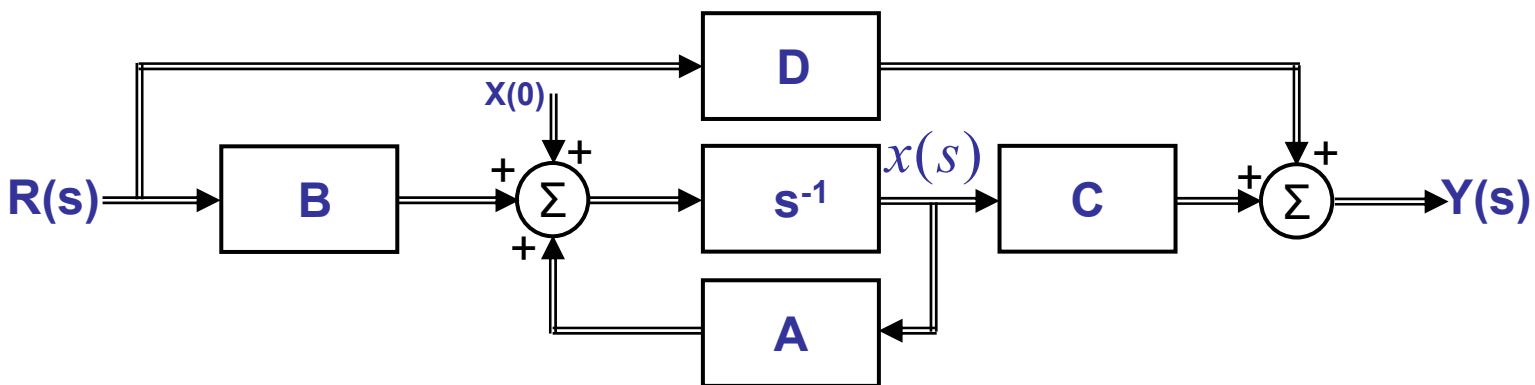 D
X(0)
+ + x(s) + +
R(s) B Σ s⁻¹ C Σ Y(s)
+
A